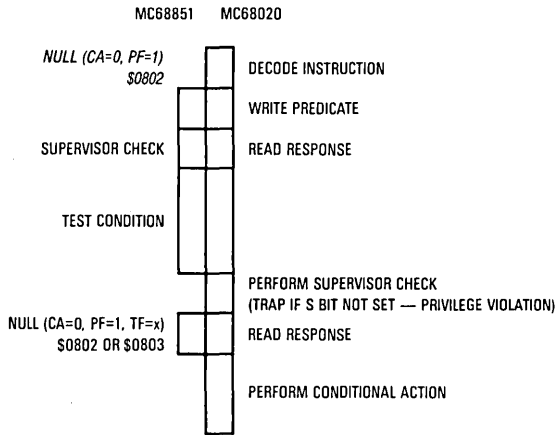 MC68851 MC68020
NULL (CA=0, PF=1)
$0802
DECODE INSTRUCTION
WRITE PREDICATE
SUPERVISOR CHECK
READ RESPONSE
TEST CONDITION
PERFORM SUPERVISOR CHECK
(TRAP IF S BIT NOT SET — PRIVILEGE VIOLATION)
NULL (CA=0, PF=1, TF=x)
$0802 OR $0803
READ RESPONSE
PERFORM CONDITIONAL ACTION